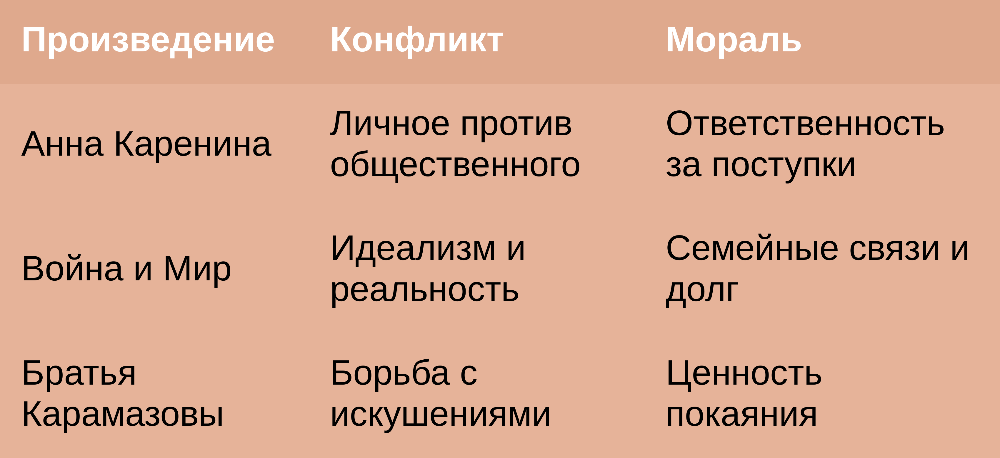 Произведение Конфликт Мораль
Анна Каренина
Личное против
общественного
Ответственность
за поступки
Война и Мир
Идеализм и
реальность
Семейные связи и
долг
Братья
Карамазовы
Борьба с
искушениями
Ценность
покаяния